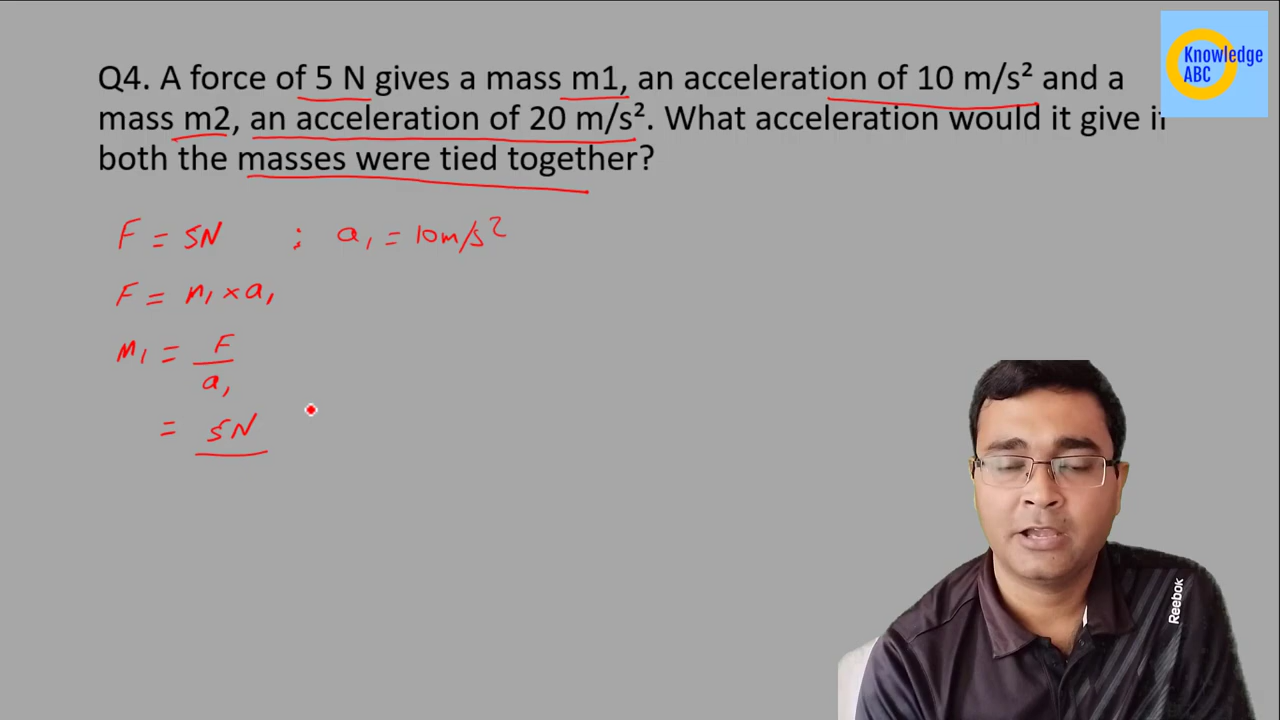 Knowledge
ABC
Q4. A force of 5 N gives a mass m1, an acceleration of 10 m/s² and a
mass m2, an acceleration of 20 m/s². What acceleration would it give if
both the masses were tied together?
F = 5N ; a₁ = 10m/s²
F = m₁ × a₁
m₁ = F
a₁
= 5N
Reebok